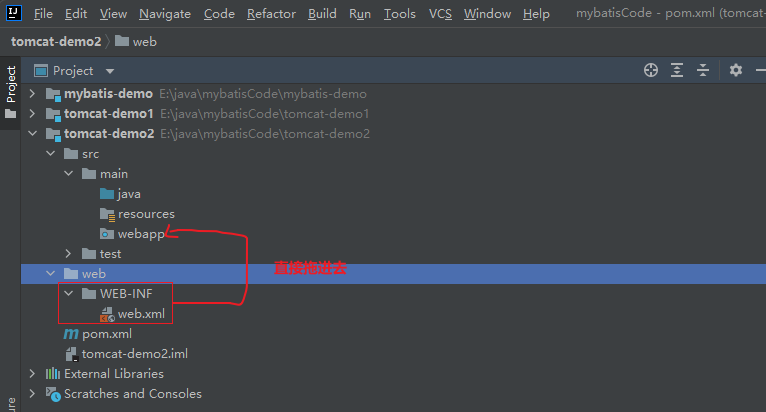 File Edit View Navigate Code Refactor Build Run Tools VCS Window Help mybatisCode - pom.xml (tomcat-
tomcat-demo2 web
Project
Project
mybatis-demo E:\java\mybatisCode\mybatis-demo
tomcat-demo1 E:\java\mybatisCode\tomcat-demo1
tomcat-demo2 E:\java\mybatisCode\tomcat-demo2
src
main
java
resources
webapp
test
直接拖进去
web
WEB-INF
web.xml
pom.xml
tomcat-demo2.iml
External Libraries
Scratches and Consoles